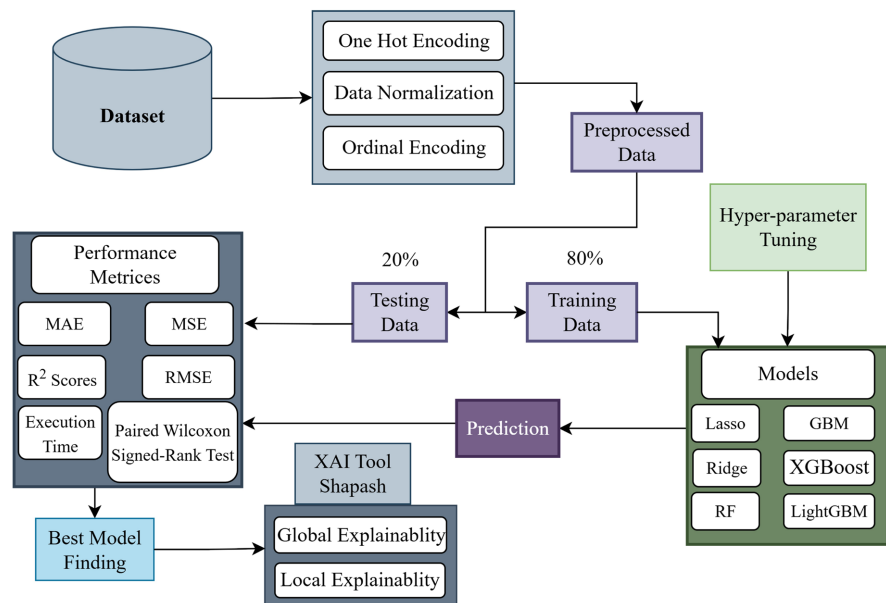 Dataset
One Hot Encoding
Data Normalization
Ordinal Encoding
Preprocessed
Data
Hyper-parameter
Tuning
20%
80%
Testing
Data
Training
Data
Performance
Metrices
MAE
MSE
R² Scores
RMSE
Execution
Time
Paired Wilcoxon
Signed-Rank Test
Prediction
Models
Lasso
GBM
Ridge
XGBoost
RF
LightGBM
XAI Tool
Shapash
Global Explainablity
Local Explainablity
Best Model
Finding